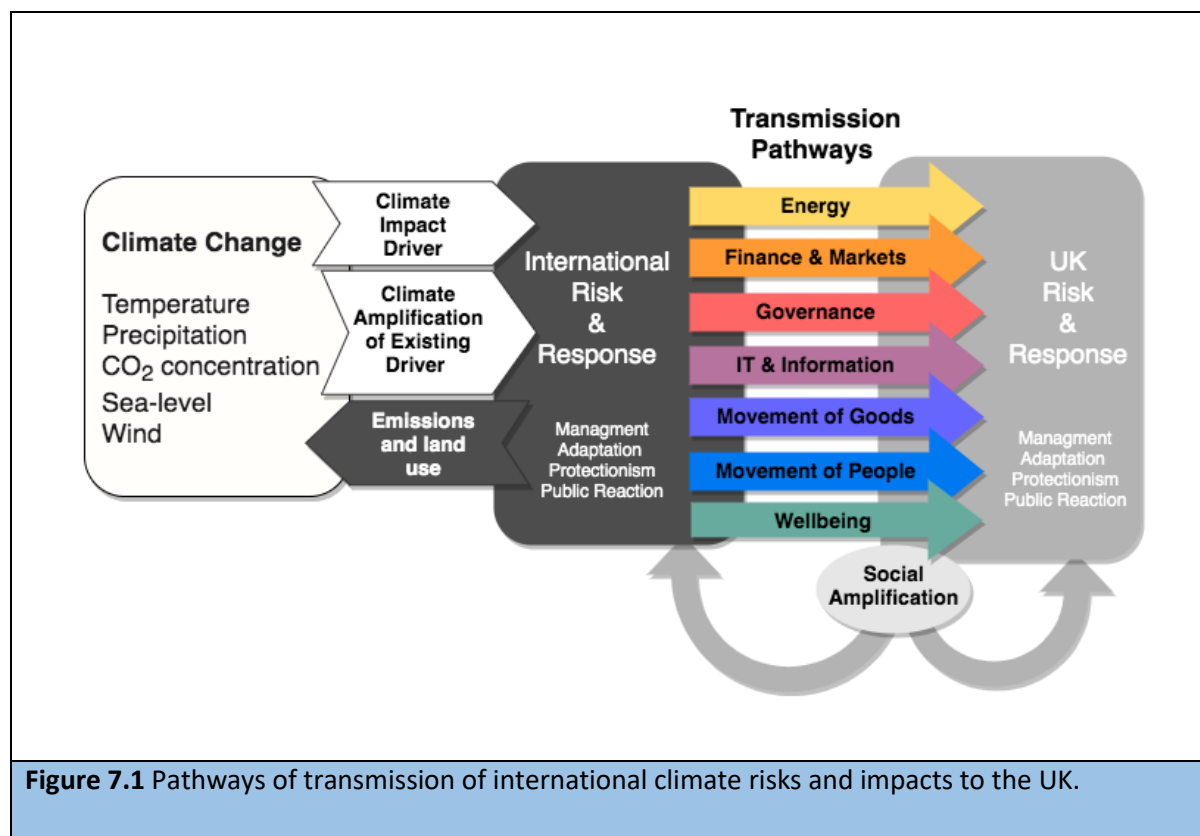 Transmission
Pathways
Climate Change
Temperature
Precipitation
CO₂ concentration
Sea-level
Wind
Climate
Impact
Driver
Climate
Amplification
of Existing
Driver
Emissions
and land
use
International
Risk
&
Response
Managment
Adaptation
Protectionism
Public Reaction
Energy
Finance & Markets
Governance
IT & Information
Movement of Goods
Movement of People
Wellbeing
UK
Risk
&
Response
Managment
Adaptation
Protectionism
Public Reaction
Social
Amplification
Figure 7.1 Pathways of transmission of international climate risks and impacts to the UK.